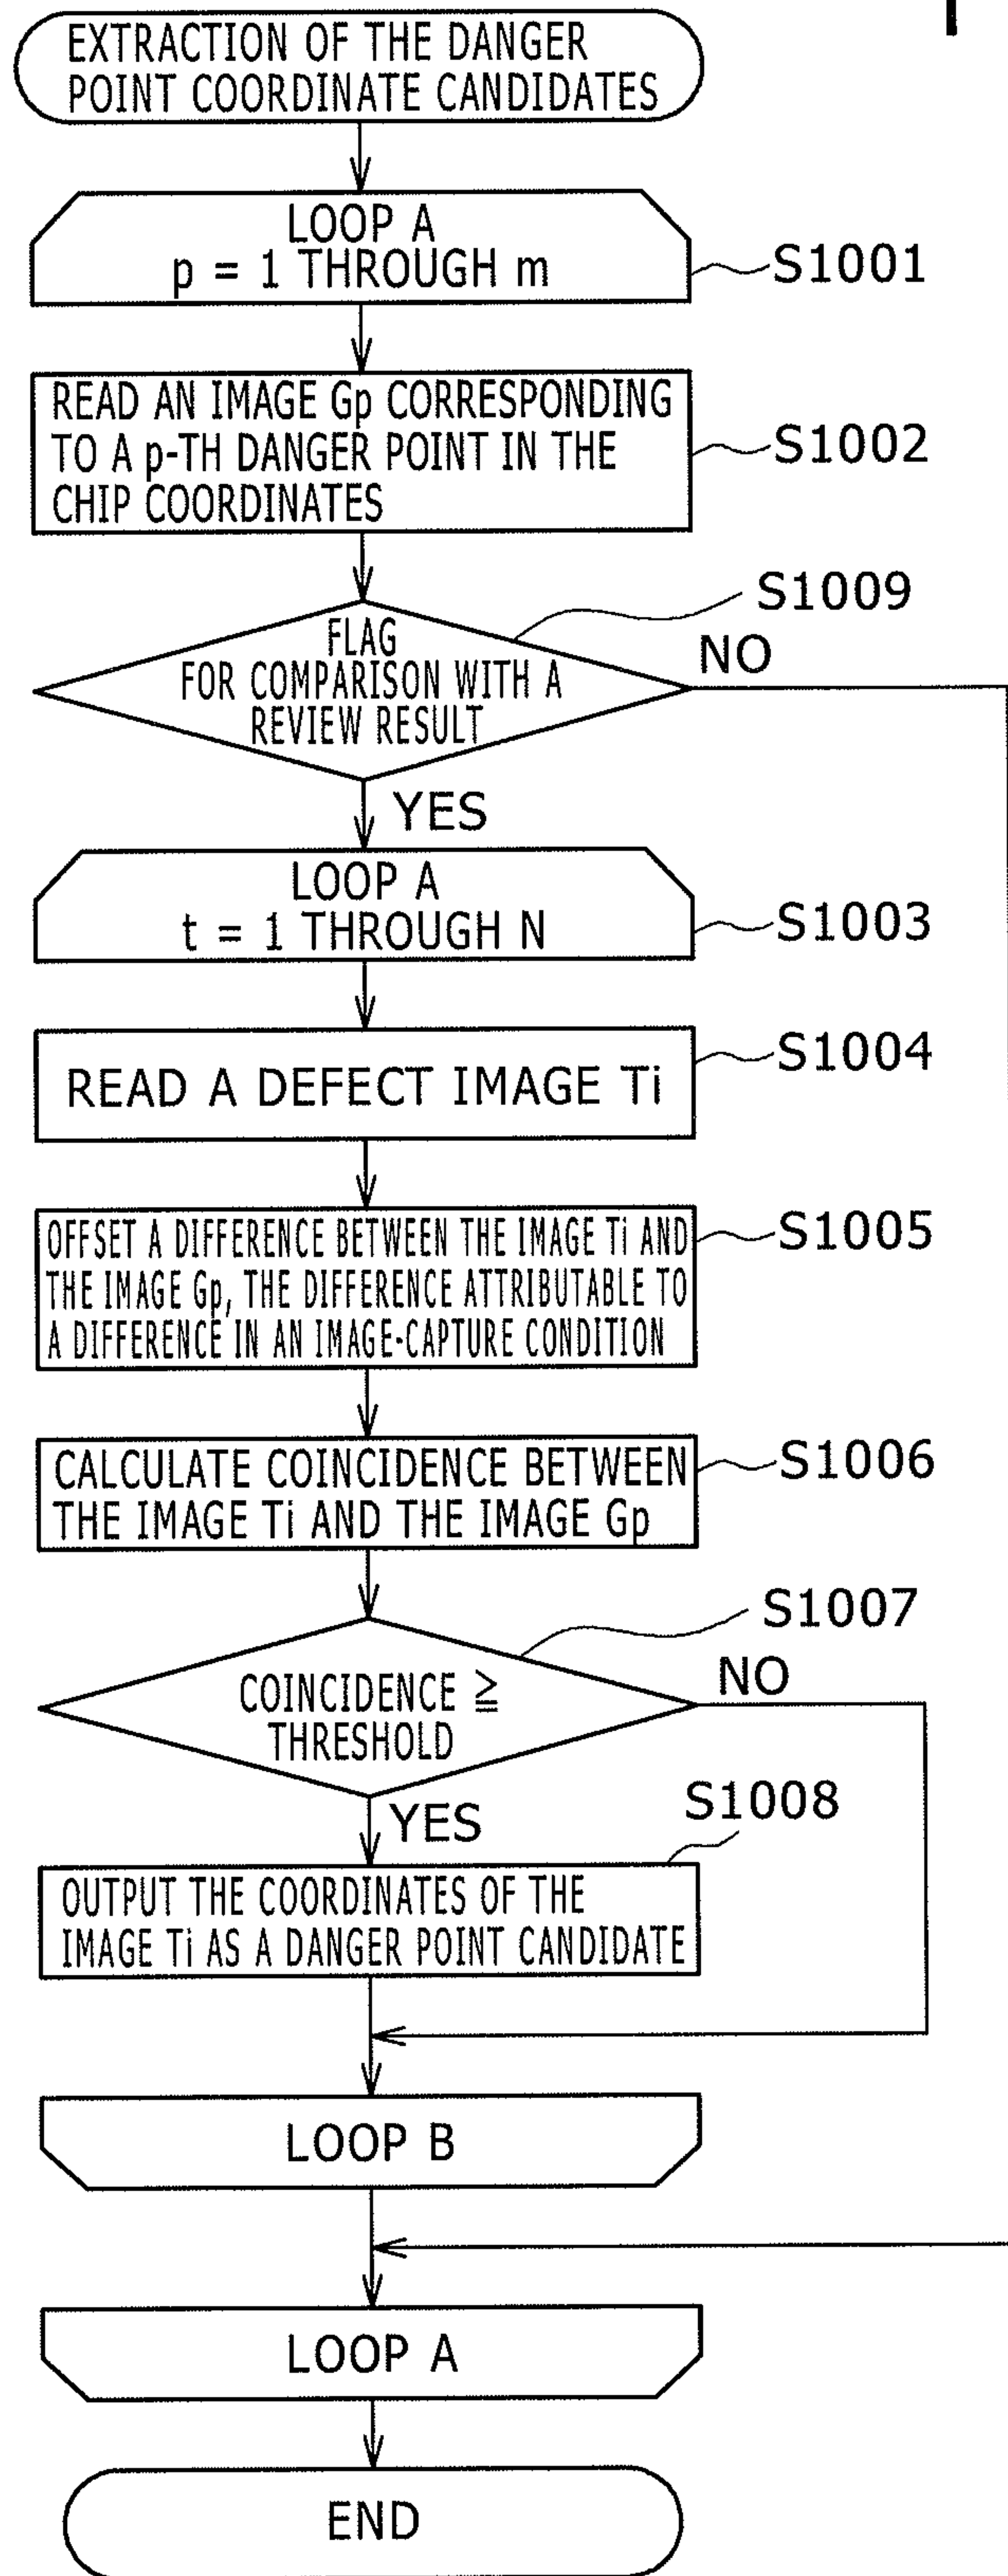 EXTRACTION OF THE DANGER
POINT COORDINATE CANDIDATES
LOOP A
p = 1 THROUGH m
S1001
READ AN IMAGE Gp CORRESPONDING
TO A p-TH DANGER POINT IN THE
CHIP COORDINATES
S1002
S1009
FLAG
FOR COMPARISON WITH A
REVIEW RESULT
NO
YES
LOOP A
t = 1 THROUGH N
S1003
READ A DEFECT IMAGE Ti
S1004
OFFSET A DIFFERENCE BETWEEN THE IMAGE Ti AND
THE IMAGE Gp, THE DIFFERENCE ATTRIBUTABLE TO
A DIFFERENCE IN AN IMAGE-CAPTURE CONDITION
S1005
CALCULATE COINCIDENCE BETWEEN
THE IMAGE Ti AND THE IMAGE Gp
S1006
S1007
COINCIDENCE ≧
THRESHOLD
NO
YES
S1008
OUTPUT THE COORDINATES OF THE
IMAGE Ti AS A DANGER POINT CANDIDATE
LOOP B
LOOP A
END